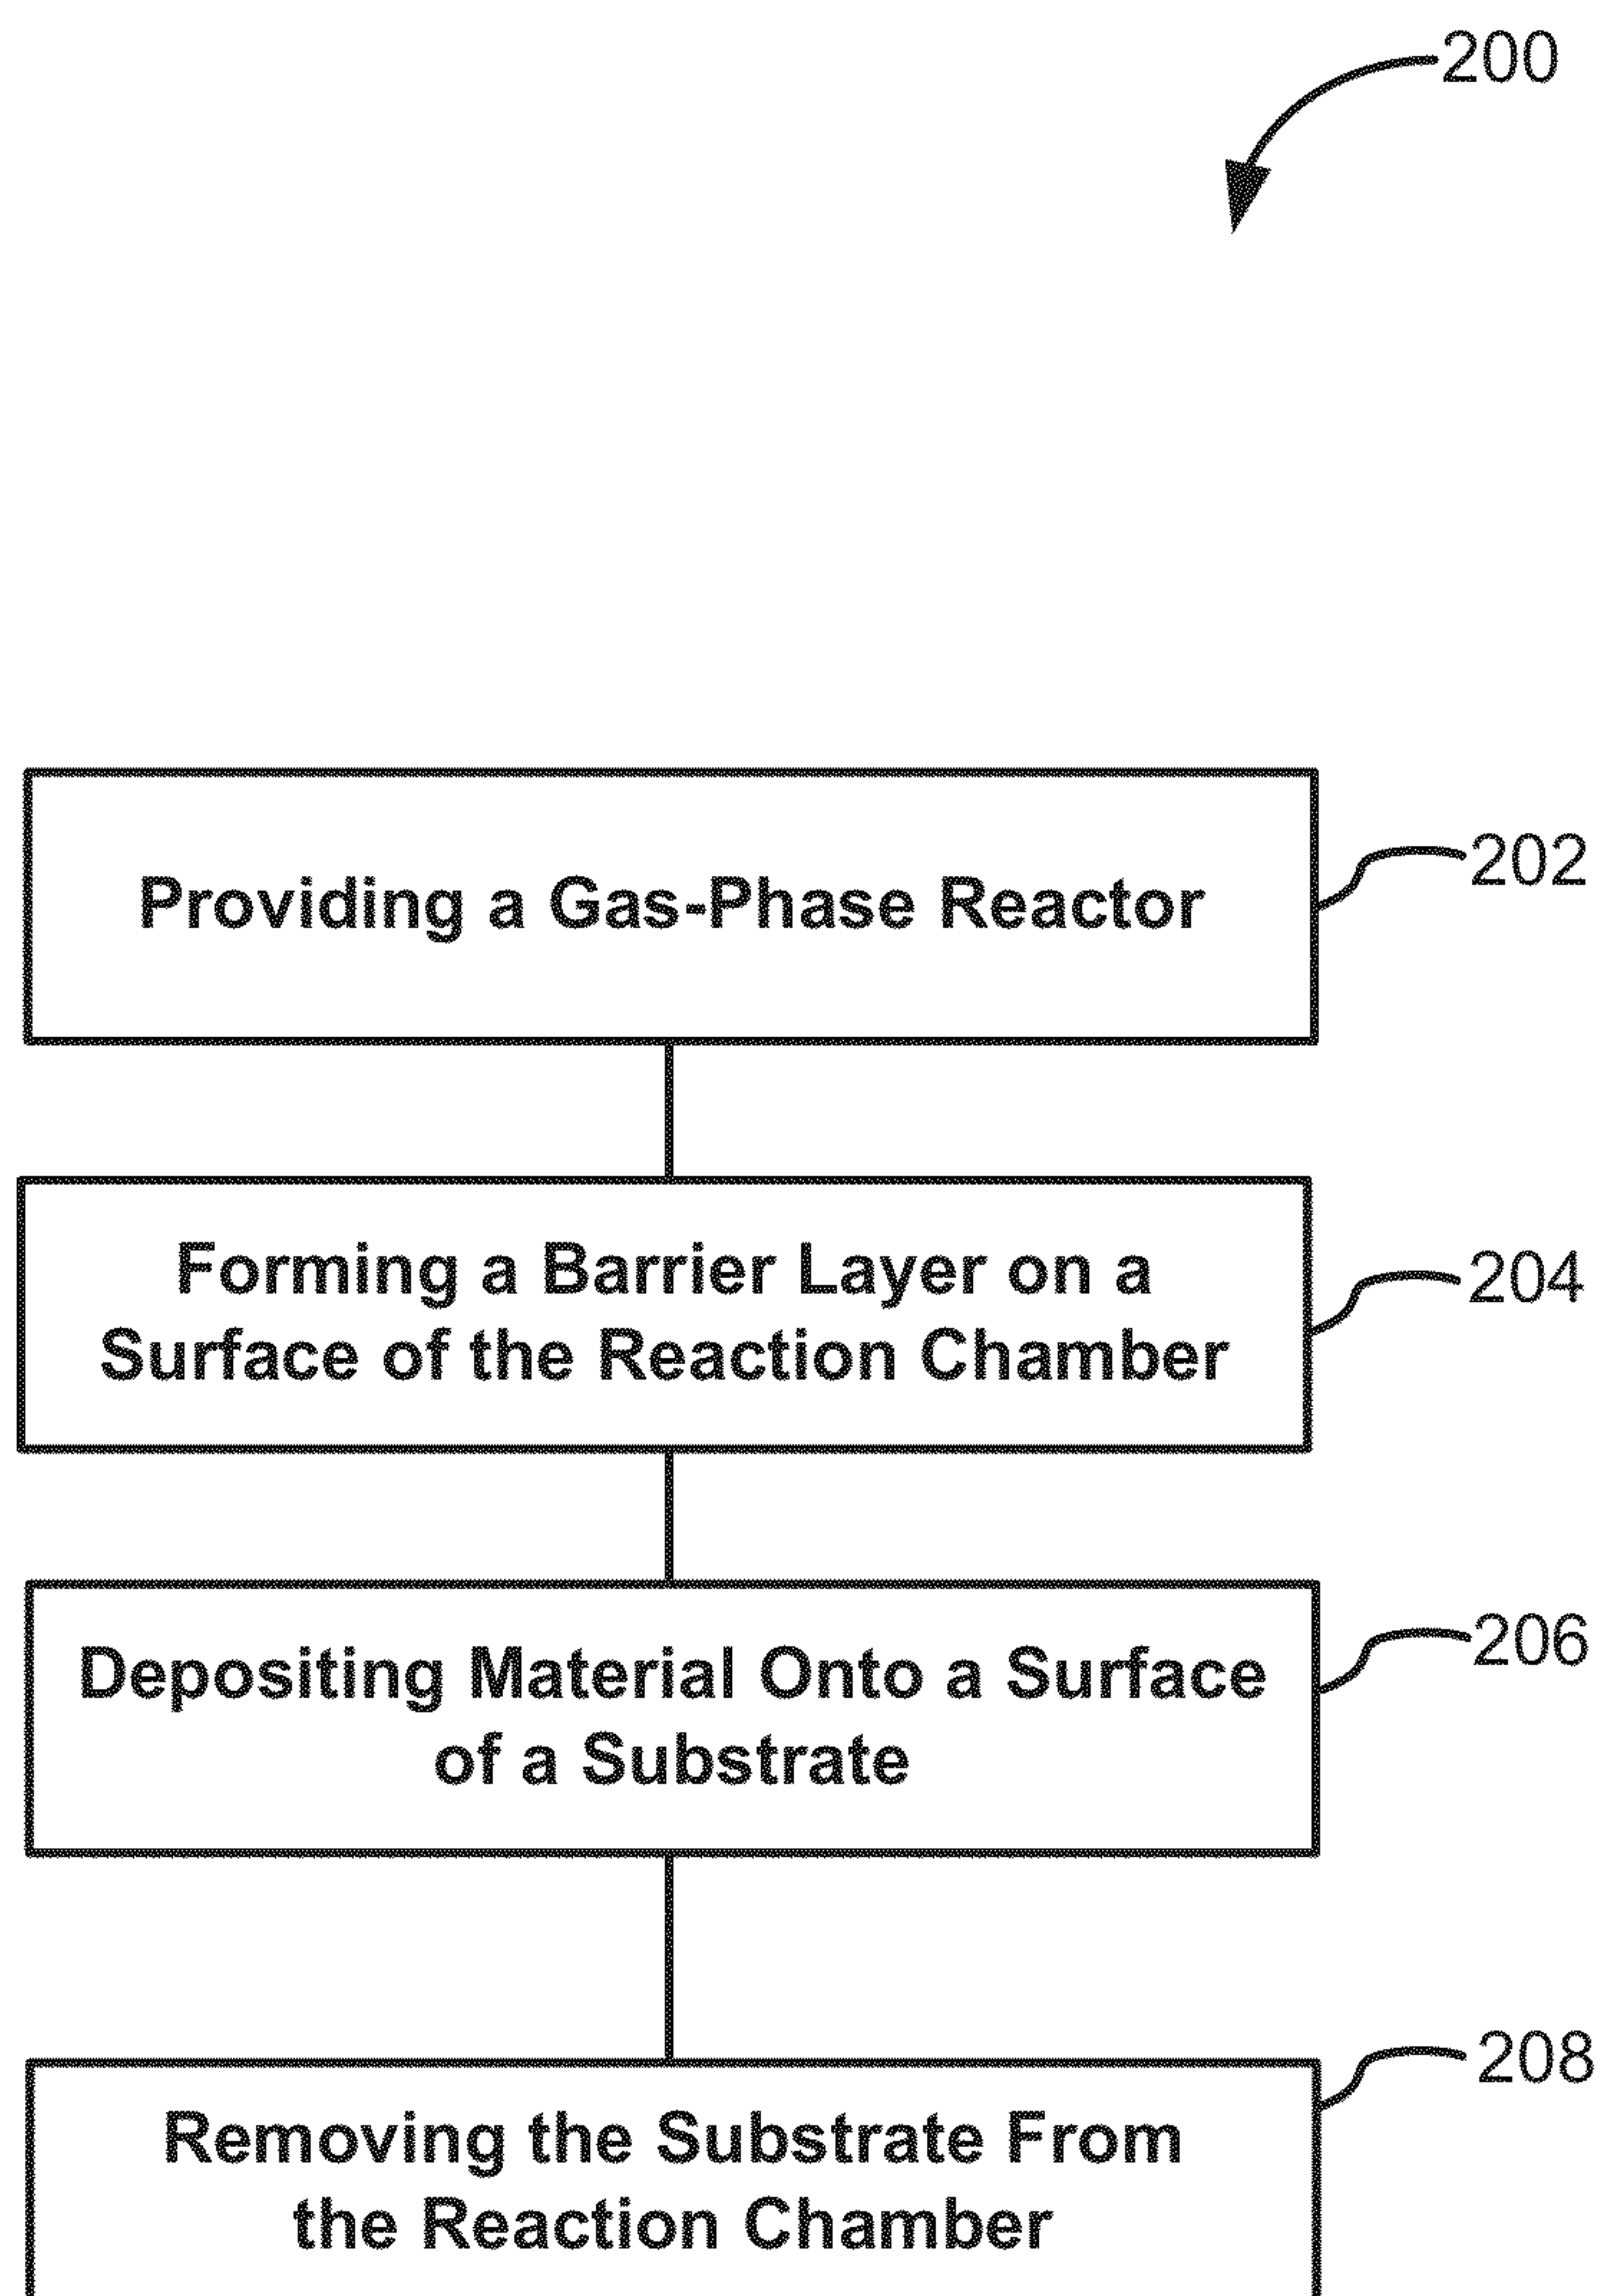 200
Providing a Gas-Phase Reactor
202
Forming a Barrier Layer on a
Surface of the Reaction Chamber
204
Depositing Material Onto a Surface
of a Substrate
206
Removing the Substrate From
the Reaction Chamber
208